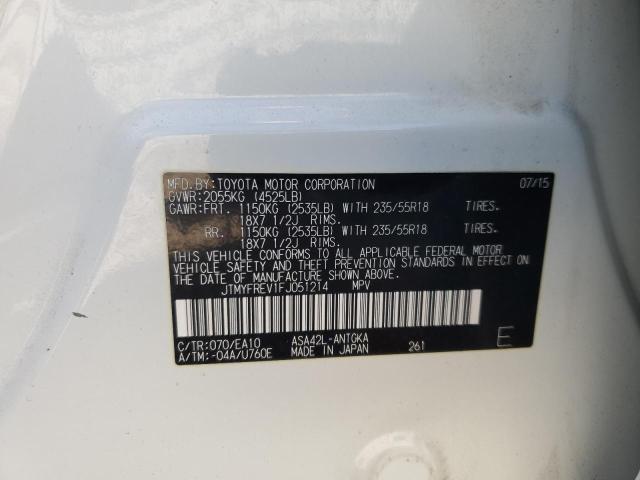 MFD.BY:TOYOTA MOTOR CORPORATION 07/15
GVWR:2055KG (4525LB)
GAWR:FRT. 1150KG (2535LB) WITH 235/55R18 TIRES.
18X7 1/2J RIMS.
RR. 1150KG (2535LB) WITH 235/55R18 TIRES.
18X7 1/2J RIMS.
THIS VEHICLE CONFORMS TO ALL APPLICABLE FEDERAL MOTOR
VEHICLE SAFETY AND THEFT PREVENTION STANDARDS IN EFFECT ON
THE DATE OF MANUFACTURE SHOWN ABOVE.
JTMYFREV1FJ051214 MPV
C/TR:070/EA10 ASA42L-ANTGKA
A/TM:-04A/U760E MADE IN JAPAN 261 E